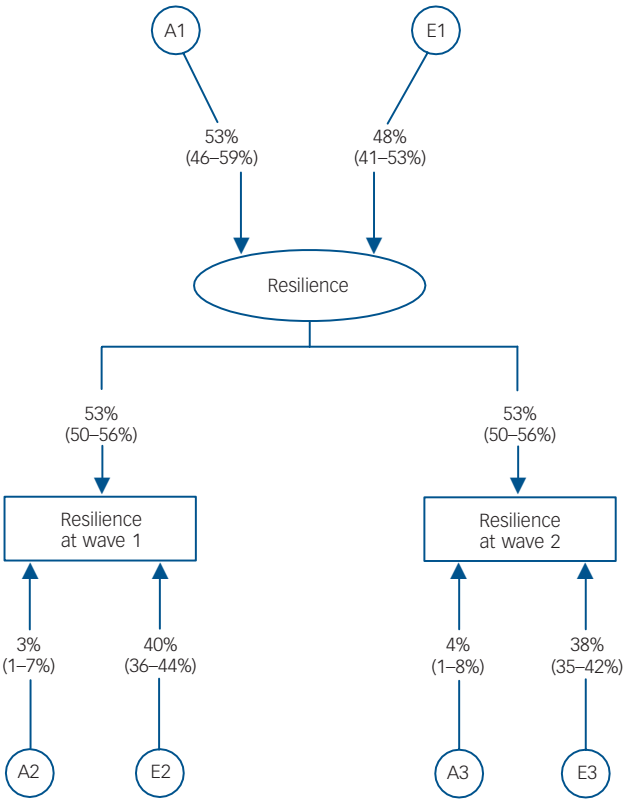 A1
E1
53%
(46–59%)
48%
(41–53%)
Resilience
53%
(50–56%)
53%
(50–56%)
Resilience
at wave 1
Resilience
at wave 2
3%
(1–7%)
40%
(36–44%)
4%
(1–8%)
38%
(35–42%)
A2
E2
A3
E3